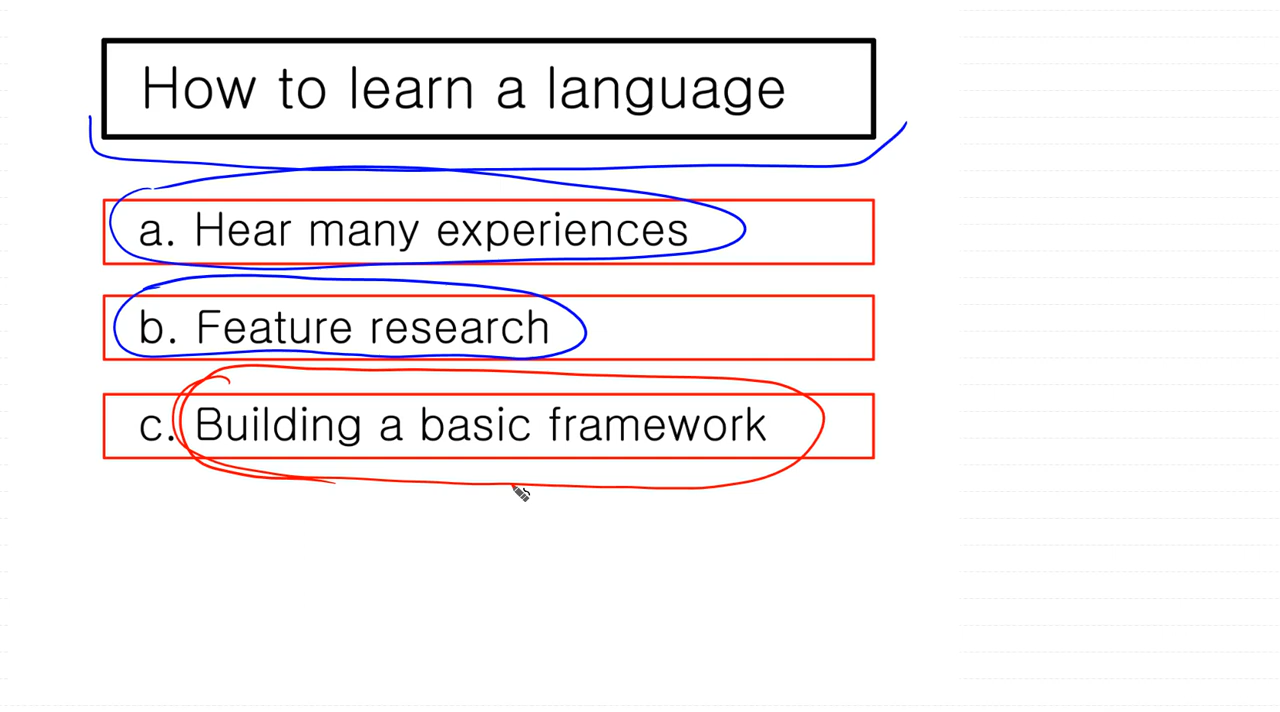 How to learn a language
a. Hear many experiences
b. Feature research
c. Building a basic framework